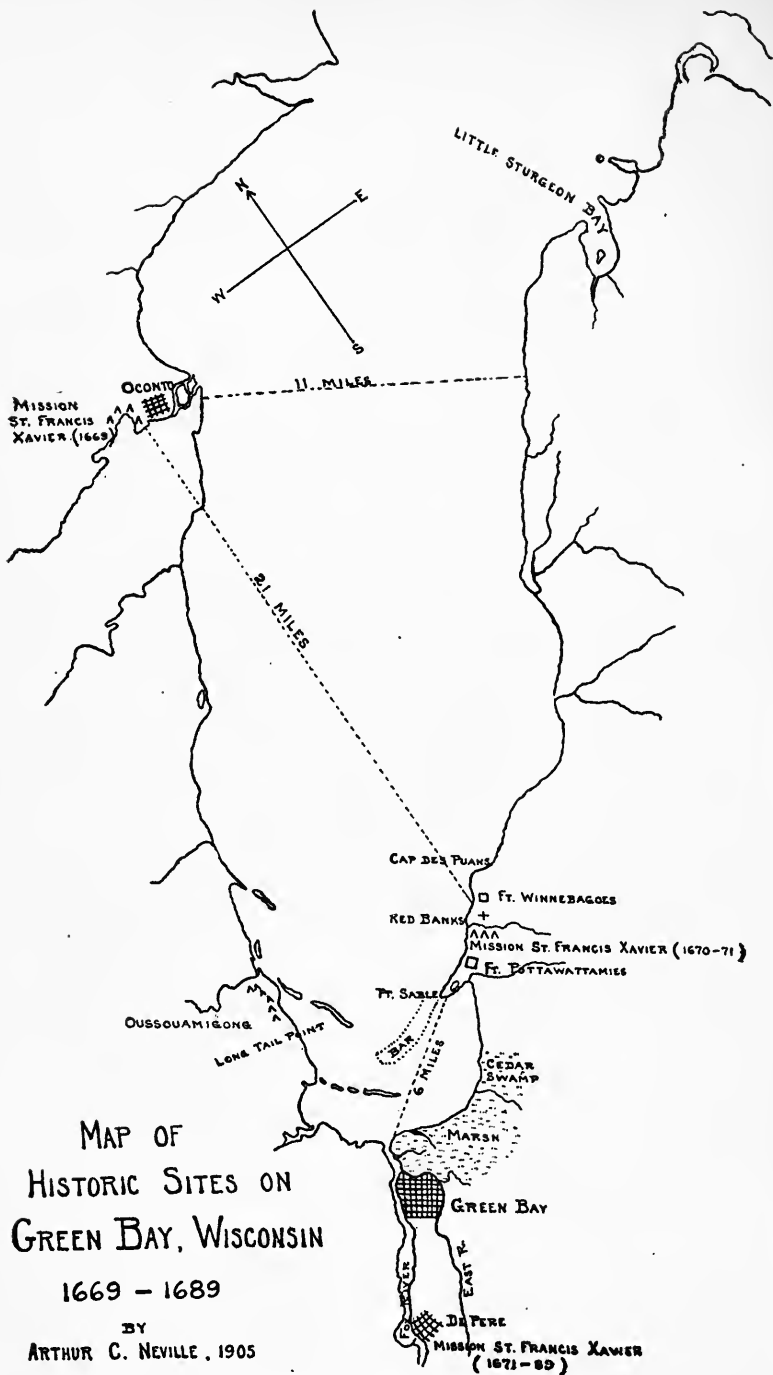 LITTLE STURGEON BAY
N
E
W
S
OCONTO
11 MILES
MISSION
ST. FRANCIS
XAVIER (1669)
21 MILES
CAP DES PUANS
FT. WINNEBAGOES
RED BANKS
MISSION ST. FRANCIS XAVIER (1670-71)
FT. POTTAWATTAMIES
PT. SABLE
OUSSOUAMIGONG
LONG TAIL POINT
BAR
6 MILES
CEDAR
SWAMP
MARSH
GREEN BAY
FOX RIVER
EAST R.
DE PERE
MISSION ST. FRANCIS XAVIER
(1671-89)
MAP OF
HISTORIC SITES ON
GREEN BAY, WISCONSIN
1669 – 1689
BY
ARTHUR C. NEVILLE, 1905